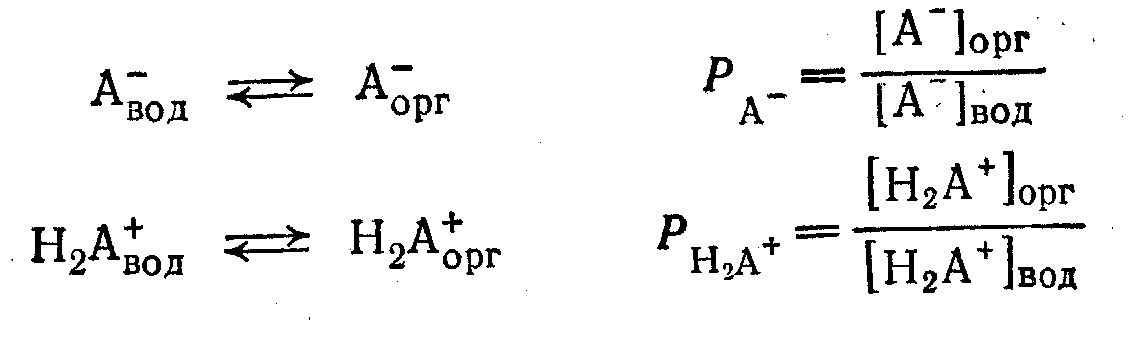 A⁻вод ⇌ A⁻орг P_A⁻ = [A⁻]орг / [A⁻]вод
H₂A⁺вод ⇌ H₂A⁺орг P_H₂A⁺ = [H₂A⁺]орг / [H₂A⁺]вод